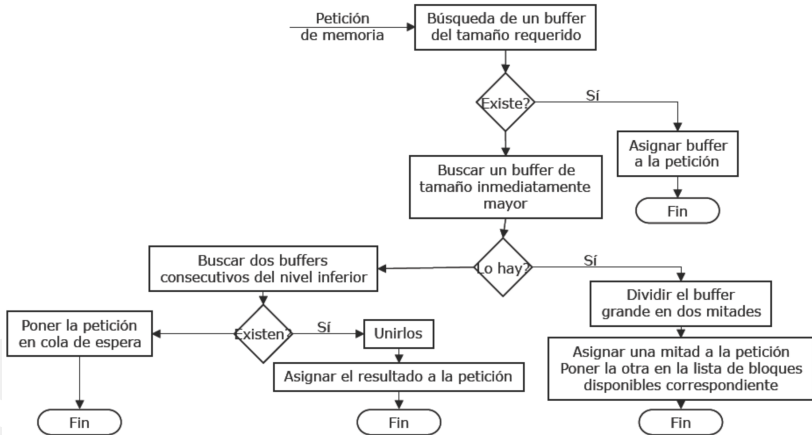 Petición
de memoria
Búsqueda de un buffer
del tamaño requerido
Existe?
Sí
Asignar buffer
a la petición
Fin
Buscar un buffer de
tamaño inmediatamente
mayor
Lo hay?
Sí
Buscar dos buffers
consecutivos del nivel inferior
Dividir el buffer
grande en dos mitades
Existen?
Sí
Unirlos
Poner la petición
en cola de espera
Asignar el resultado a la petición
Asignar una mitad a la petición
Poner la otra en la lista de bloques
disponibles correspondiente
Fin
Fin
Fin